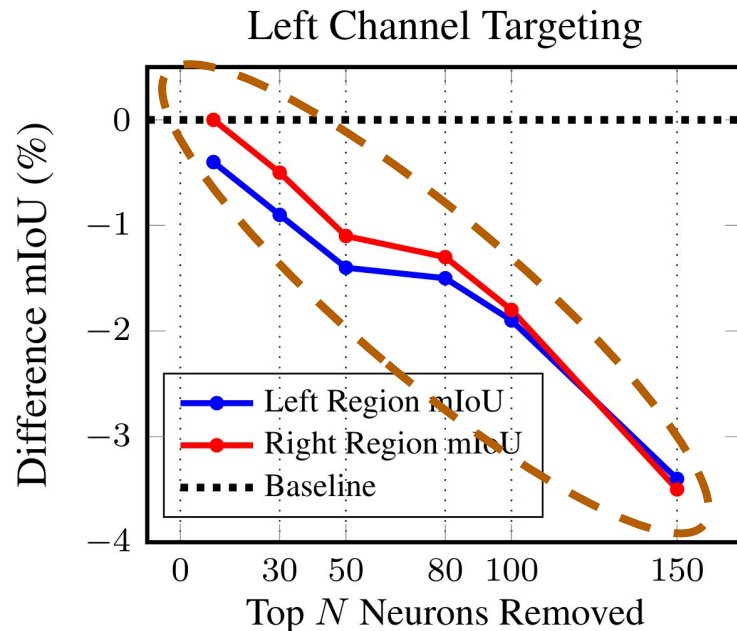 Left Channel Targeting
Difference mIoU (%)
0
−1
−2
−3
−4
Left Region mIoU
Right Region mIoU
Baseline
0 30 50 80 100 150
Top N Neurons Removed